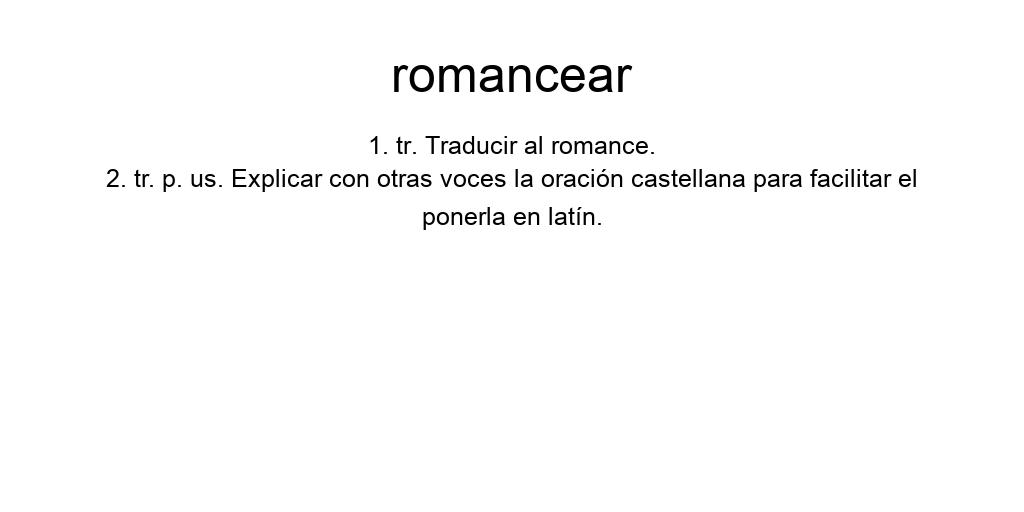 romancear
1. tr. Traducir al romance.
2. tr. p. us. Explicar con otras voces la oración castellana para facilitar el
ponerla en latín.